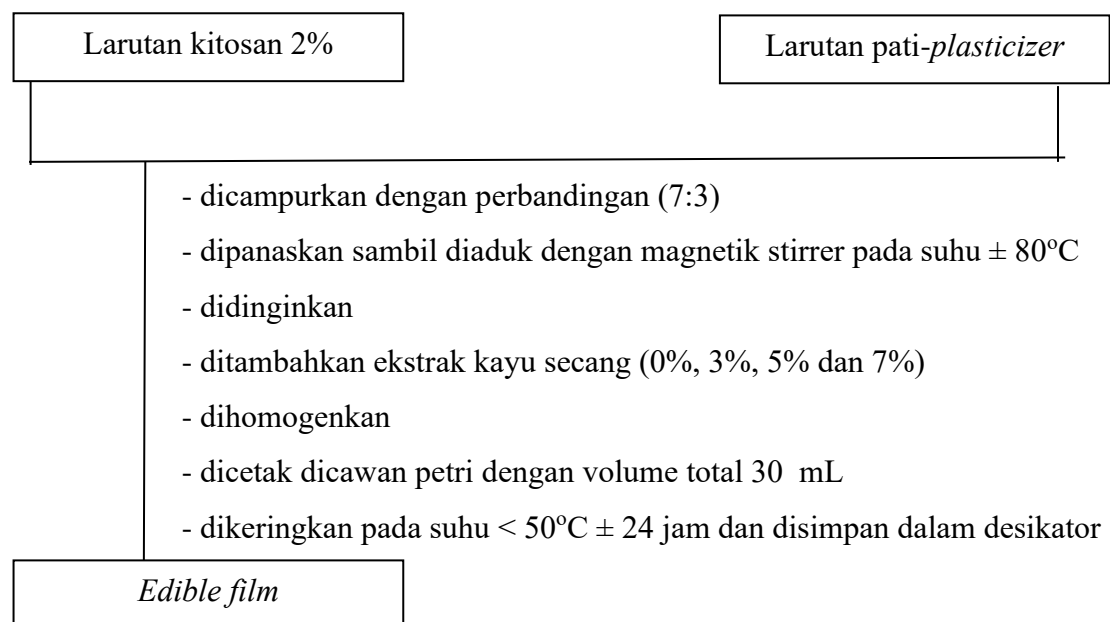 Larutan kitosan 2%
Larutan pati-plasticizer
- dicampurkan dengan perbandingan (7:3)
- dipanaskan sambil diaduk dengan magnetik stirrer pada suhu ± 80°C
- didinginkan
- ditambahkan ekstrak kayu secang (0%, 3%, 5% dan 7%)
- dihomogenkan
- dicetak dicawan petri dengan volume total 30 mL
- dikeringkan pada suhu < 50°C ± 24 jam dan disimpan dalam desikator
Edible film